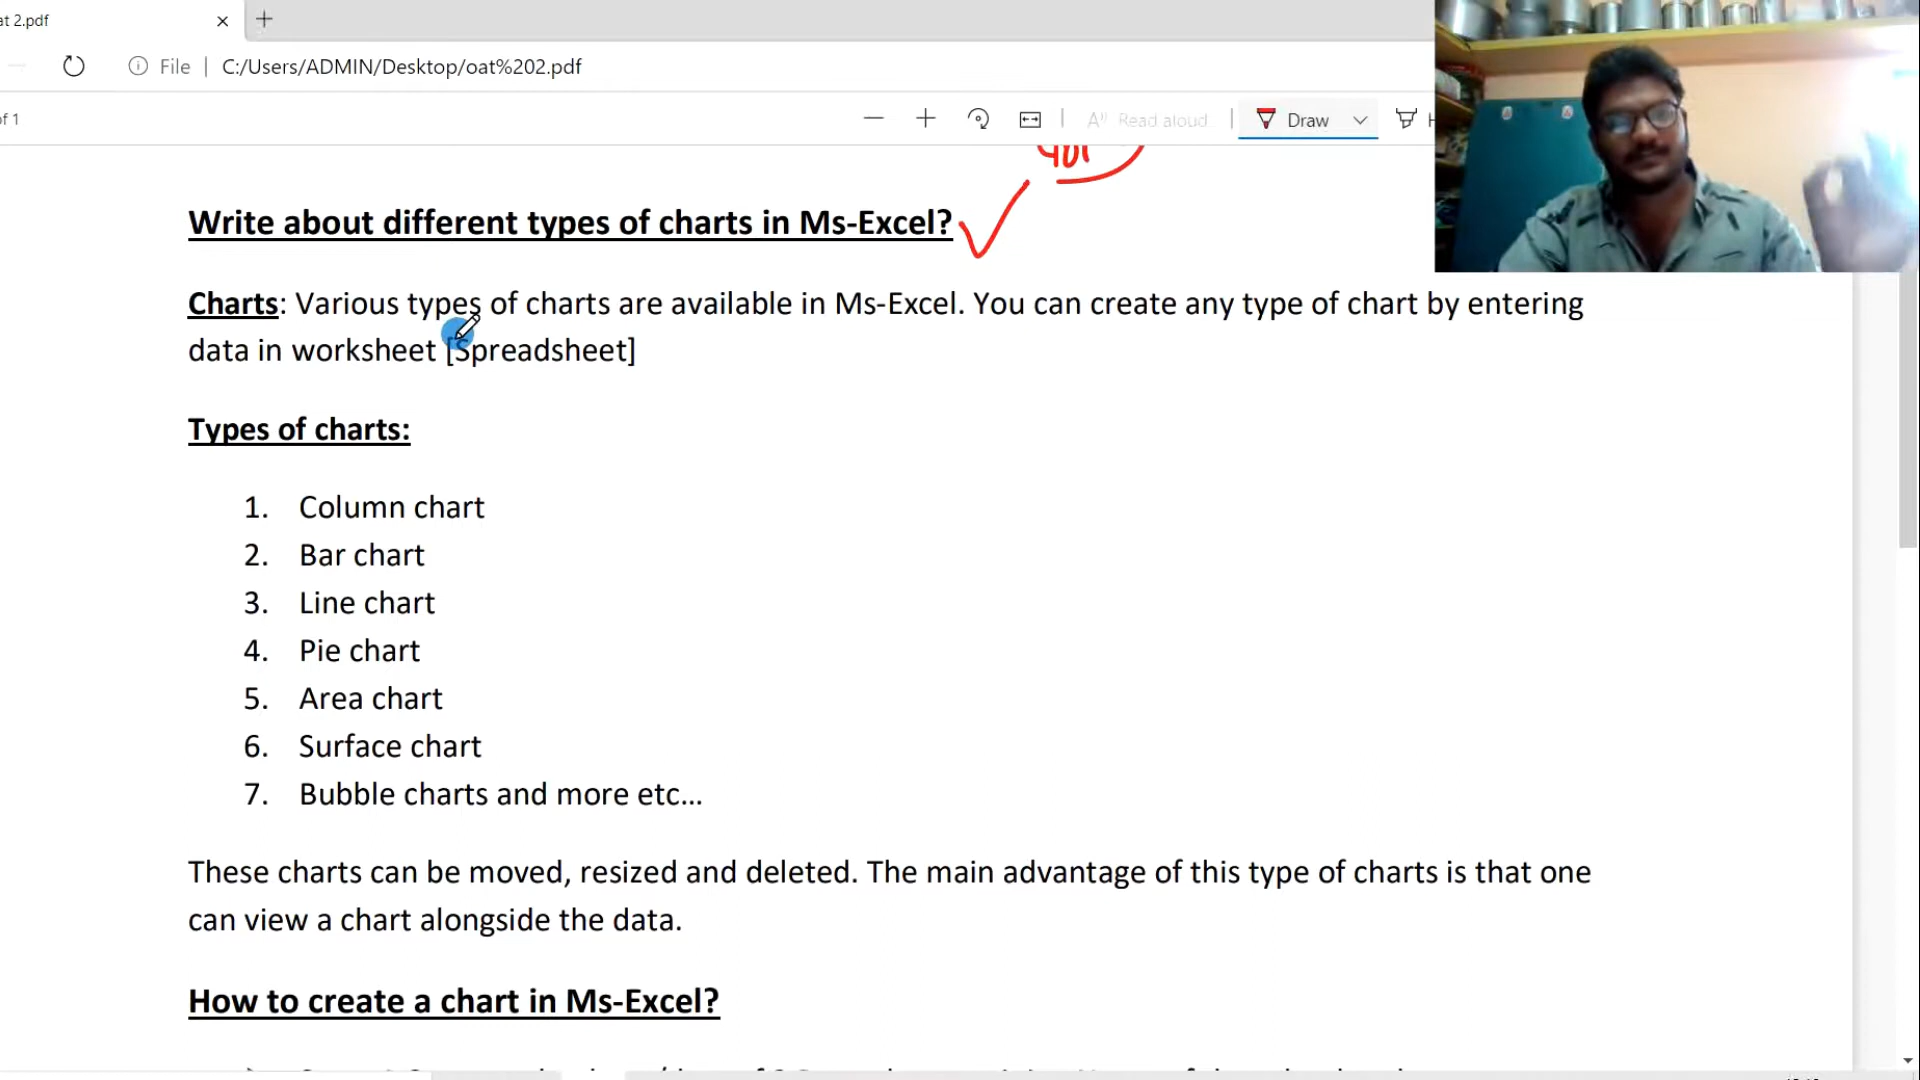 at 2.pdf
File | C:/Users/ADMIN/Desktop/oat%202.pdf
of 1
Read aloud
Draw
Write about different types of charts in Ms-Excel?
Charts: Various types of charts are available in Ms-Excel. You can create any type of chart by entering
data in worksheet [Spreadsheet]
Types of charts:
1. Column chart
2. Bar chart
3. Line chart
4. Pie chart
5. Area chart
6. Surface chart
7. Bubble charts and more etc...
These charts can be moved, resized and deleted. The main advantage of this type of charts is that one
can view a chart alongside the data.
How to create a chart in Ms-Excel?